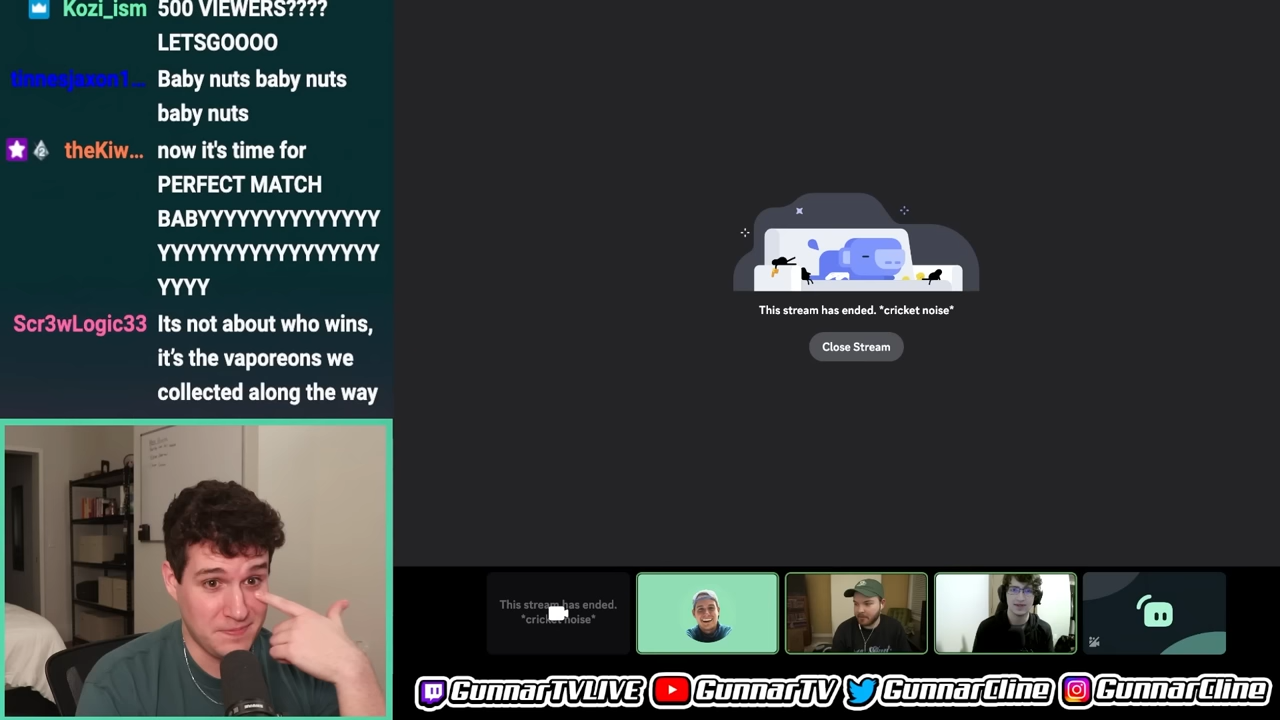 Kozi_ism 500 VIEWERS????
LETSGOOOO
tinnesjaxon1... Baby nuts baby nuts
baby nuts
theKiw... now it's time for
PERFECT MATCH
BABYYYYYYYYYYYYYY
YYYYYYYYYYYYYYYYY
YYYY
Scr3wLogic33 Its not about who wins,
it's the vaporeons we
collected along the way
This stream has ended. *cricket noise*
Close Stream
This stream has ended.
*cricket noise*
GunnarTVLIVE GunnarTV GunnarCline GunnarCline